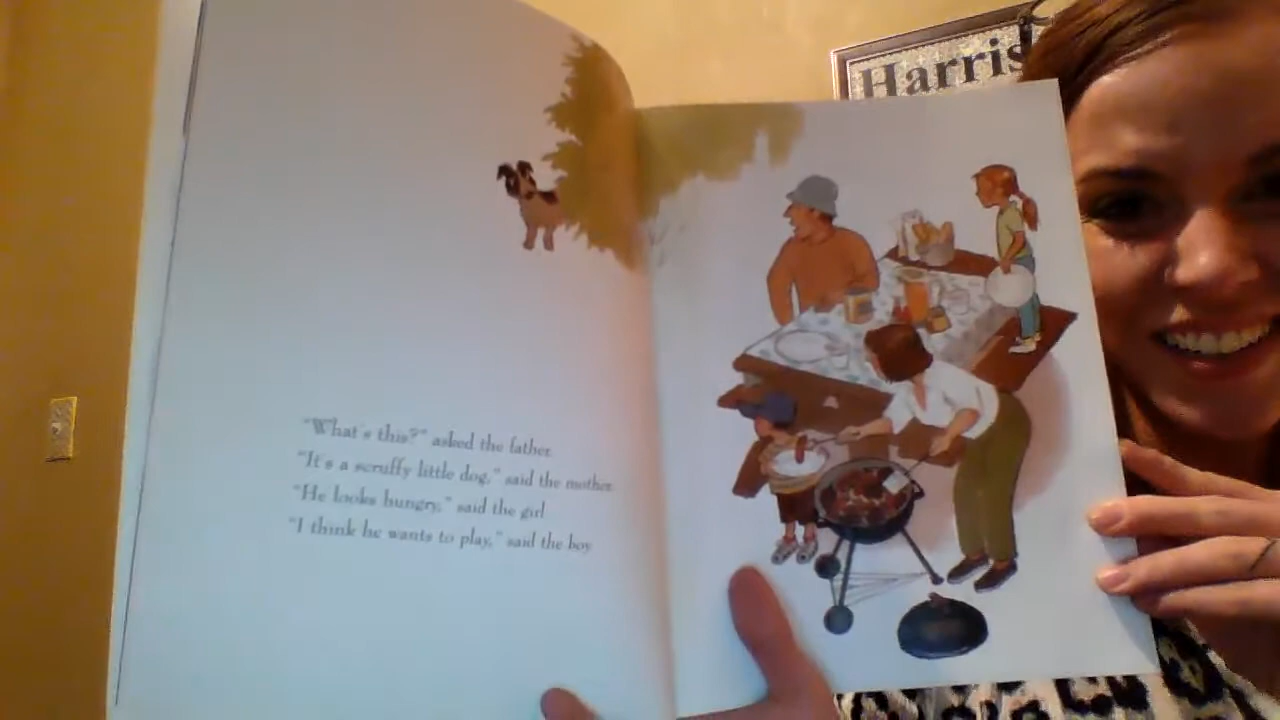 Harris
"What's this?" asked the father.
"It's a scruffy little dog," said the mother.
"He looks hungry," said the girl
"I think he wants to play," said the boy